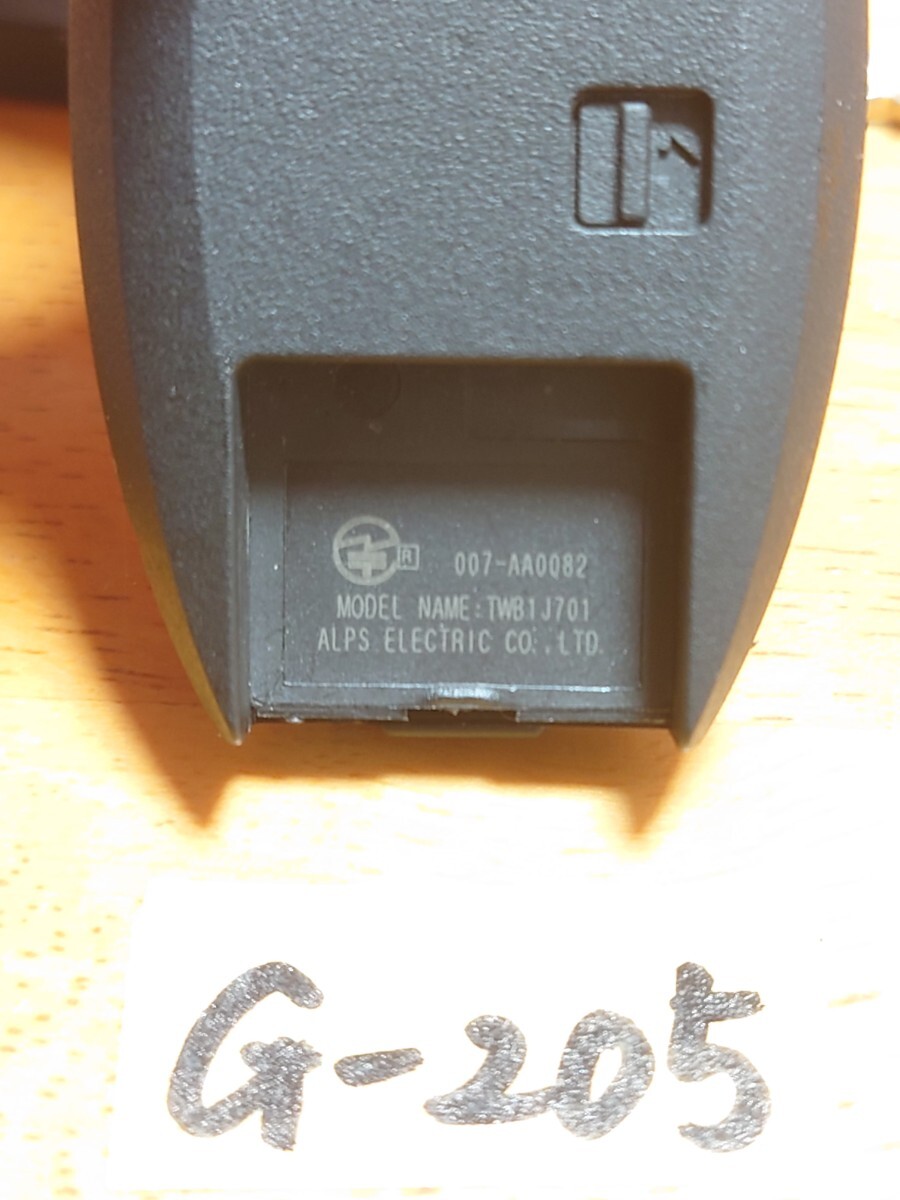 R 007-AA0082
MODEL NAME:TWB1J701
ALPS ELECTRIC CO.,LTD.
G-205